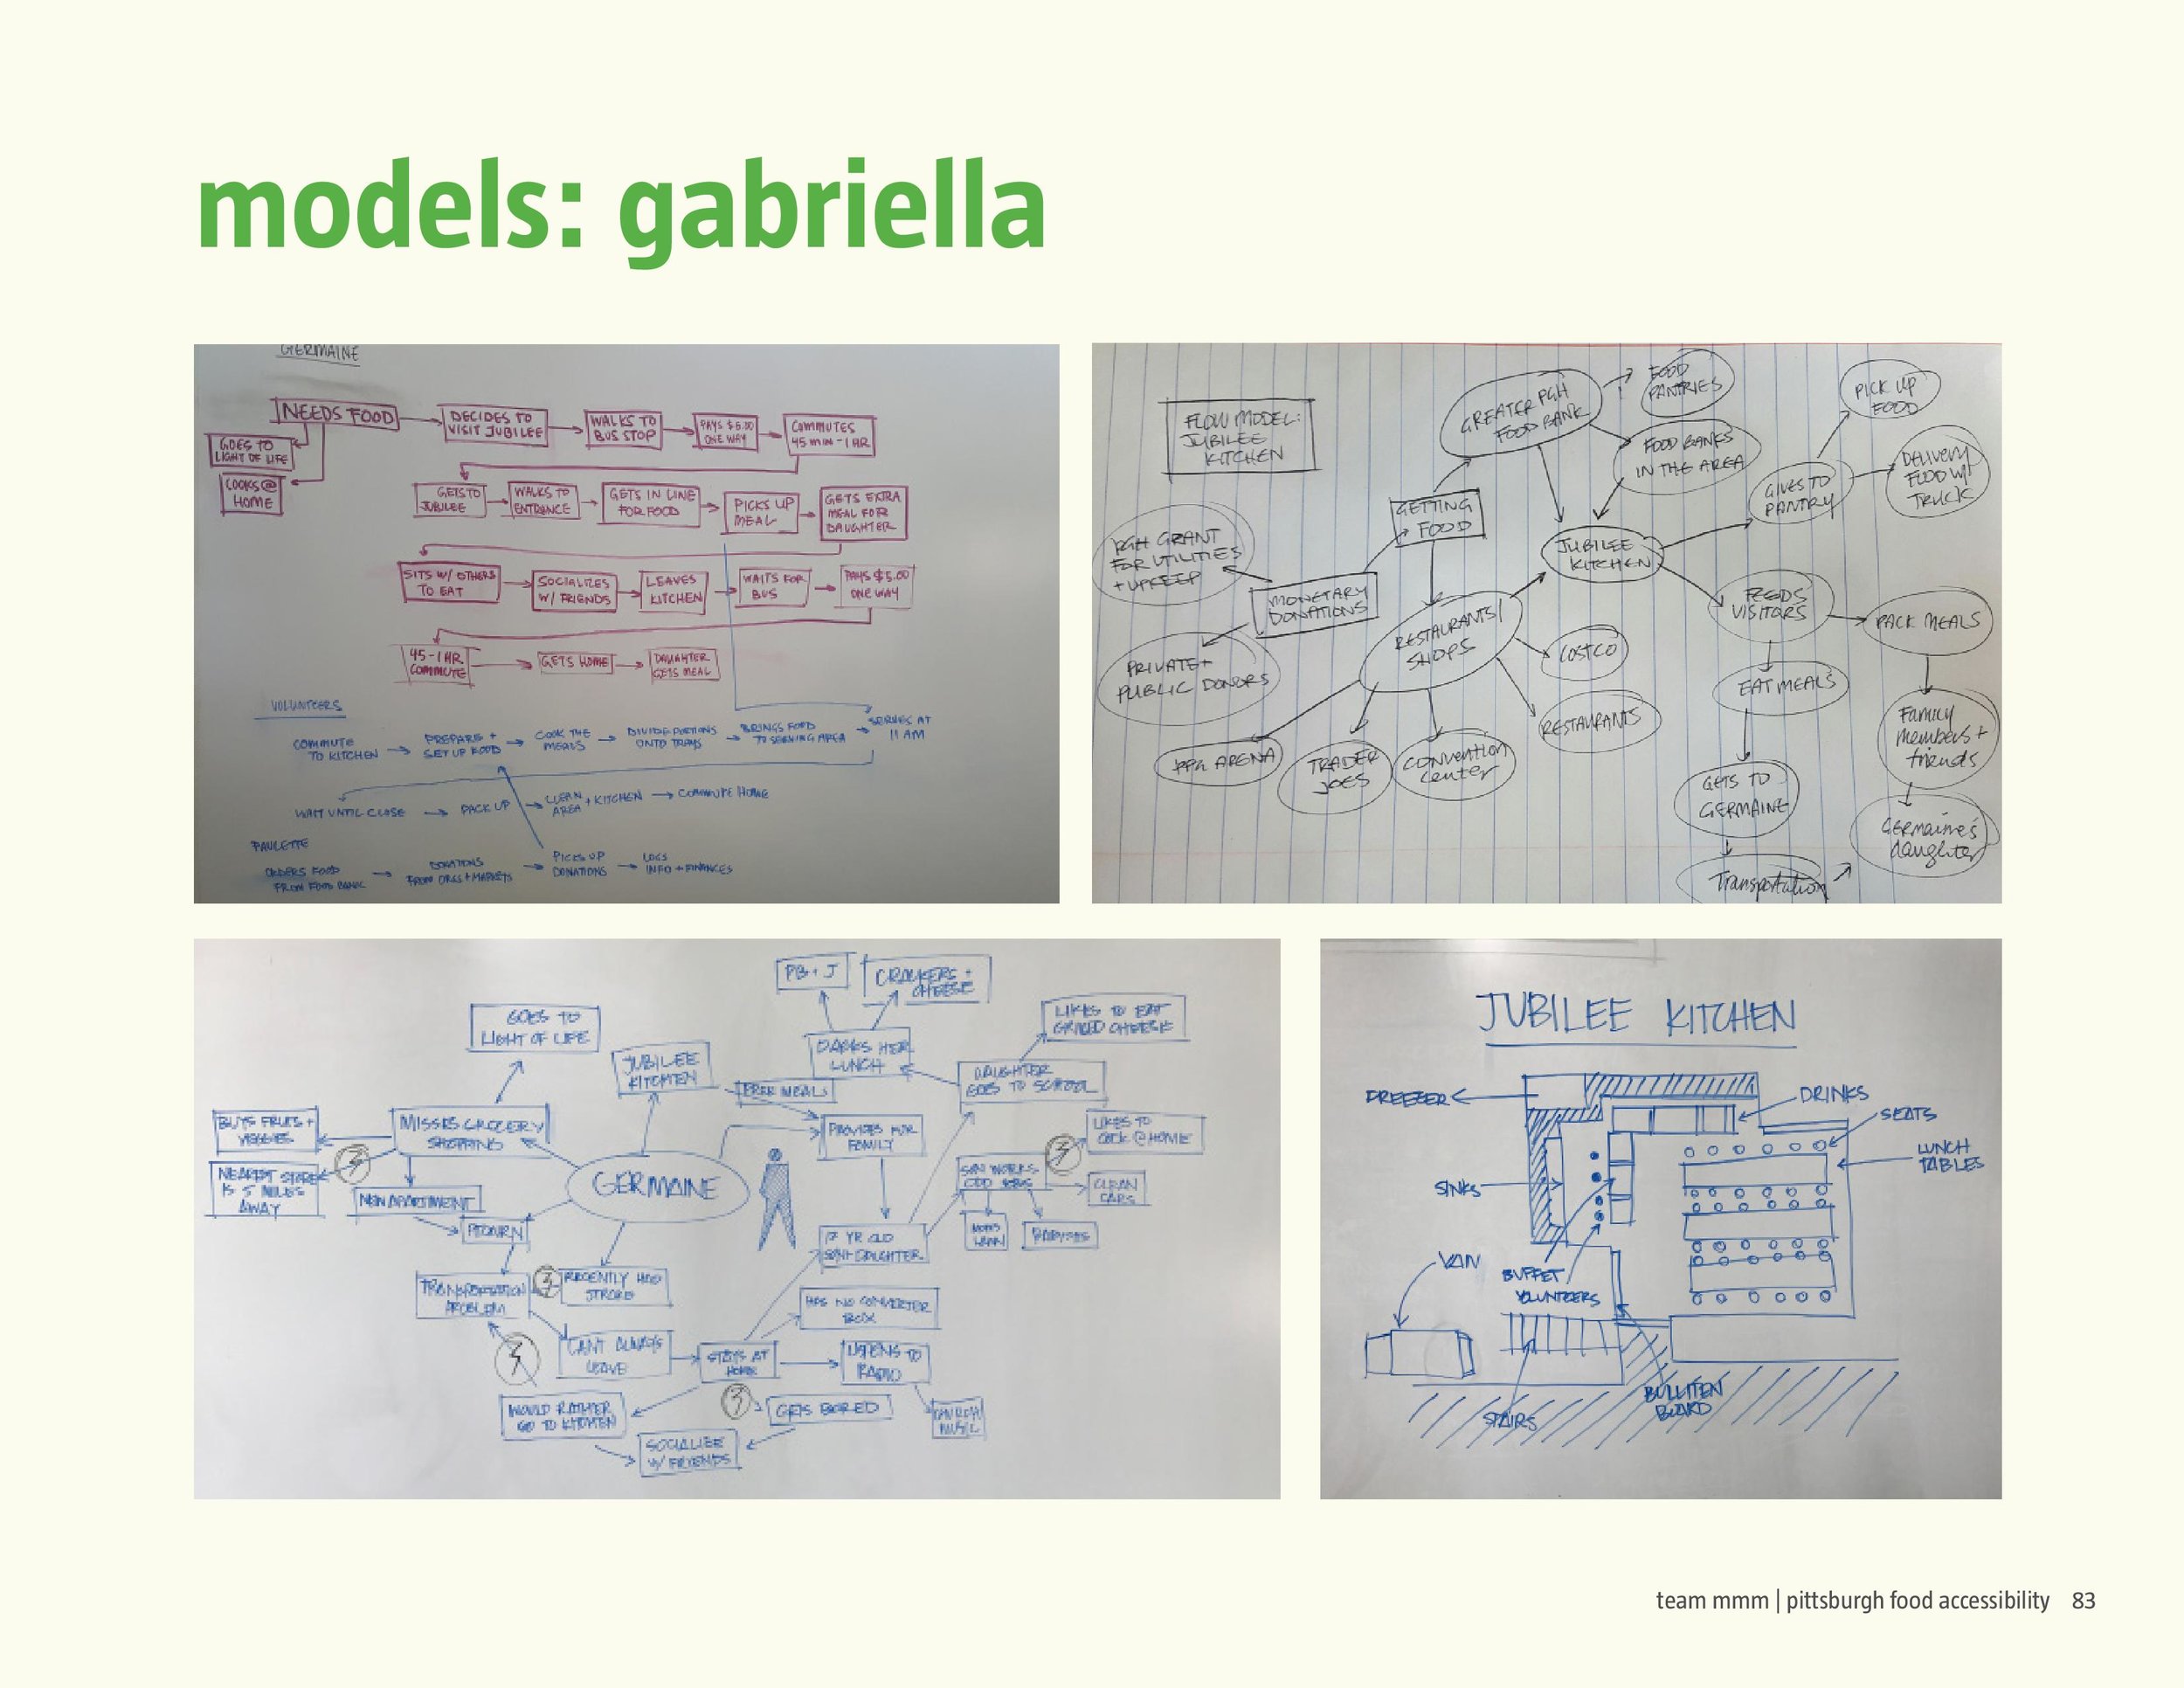 models: gabriella
GERMAINE
NEEDS FOOD
DECIDES TO
VISIT JUBILEE
WALKS TO
BUS STOP
PAYS $5.00
ONE WAY
COMMUTES
45 MIN - 1 HR
GOES TO
LIGHT OF LIFE
COOKS @
HOME
GETS TO
JUBILEE
WALKS TO
ENTRANCE
GETS IN LINE
FOR FOOD
PICKS UP
MEAL
GETS EXTRA
MEAL FOR
DAUGHTER
SITS W/ OTHERS
TO EAT
SOCIALIZES
W/ FRIENDS
LEAVES
KITCHEN
WAITS FOR
BUS
PAYS $5.00
ONE WAY
45-1 HR
COMMUTE
GETS HOME
DAUGHTER
GETS MEAL
VOLUNTEERS
COMMUTE
TO KITCHEN
PREPARE +
SET UP FOOD
COOK THE
MEALS
DIVIDE PORTIONS
ONTO TRAYS
BRINGS FOOD
TO SERVING AREA
SERVES AT
11 AM
WAIT UNTIL CLOSE
PACK UP
CLEAN + KITCHEN
AREA
COMMUTE HOME
PAULETTE
ORDERS FOOD
FROM FOOD BANK
DONATIONS
FROM ORGS + MARKETS
PICKS UP
DONATIONS
LOGS
INFO + FINANCES
FLOW MODEL:
JUBILEE
KITCHEN
GREATER PGH
FOOD BANK
FOOD
PANTRIES
FOOD BANKS
IN THE AREA
PICK UP
FOOD
DELIVERY
FOOD W/
TRUCK
GIVES TO
PANTRY
GETTING
FOOD
JUBILEE
KITCHEN
PGH GRANT
FOR UTILITIES
+ UPKEEP
MONETARY
DONATIONS
PRIVATE +
PUBLIC DONORS
RESTAURANTS/
SHOPS
COSTCO
RESTAURANTS
PPG ARENA
TRADER
JOES
CONVENTION
Center
FEEDS
VISITORS
PACK MEALS
EAT MEALS
Family
members +
friends
GETS TO
GERMAINE
Germaine's
daughter
Transportation
PB + J
CRACKERS +
CHEESE
GOES TO
LIGHT OF LIFE
JUBILEE
KITCHEN
FREE MEALS
PACKS HER
LUNCH
LIKES TO EAT
GRILLED CHEESE
DAUGHTER
GOES TO SCHOOL
BUYS FRUITS +
VEGGIES
MISSES GROCERY
SHOPPING
NEAREST STORE
IS 5 MILES
AWAY
PROVIDES FOR
FAMILY
LIKES TO
COOK @ HOME
GERMAINE
SON WORKS
ODD JOBS
CLEAN
CARS
MOWS
LAWN
BABYSITS
17 YR OLD
SON + DAUGHTER
TRANSPORTATION
PROBLEM
RECENTLY HAD
STROKE
HAS NO CONVERTER
BOX
CAN'T ALWAYS
LEAVE
STAYS AT
HOME
LISTENS TO
RADIO
WOULD RATHER
GO TO KITCHEN
GETS BORED
CHURCH
MUSIC
SOCIALIZE
W/ FRIENDS
JUBILEE KITCHEN
FREEZER
DRINKS
SEATS
LUNCH
TABLES
SINKS
VAN
BUFFET
VOLUNTEERS
STAIRS
BULLITEN
BOARD
team mmm | pittsburgh food accessibility 83